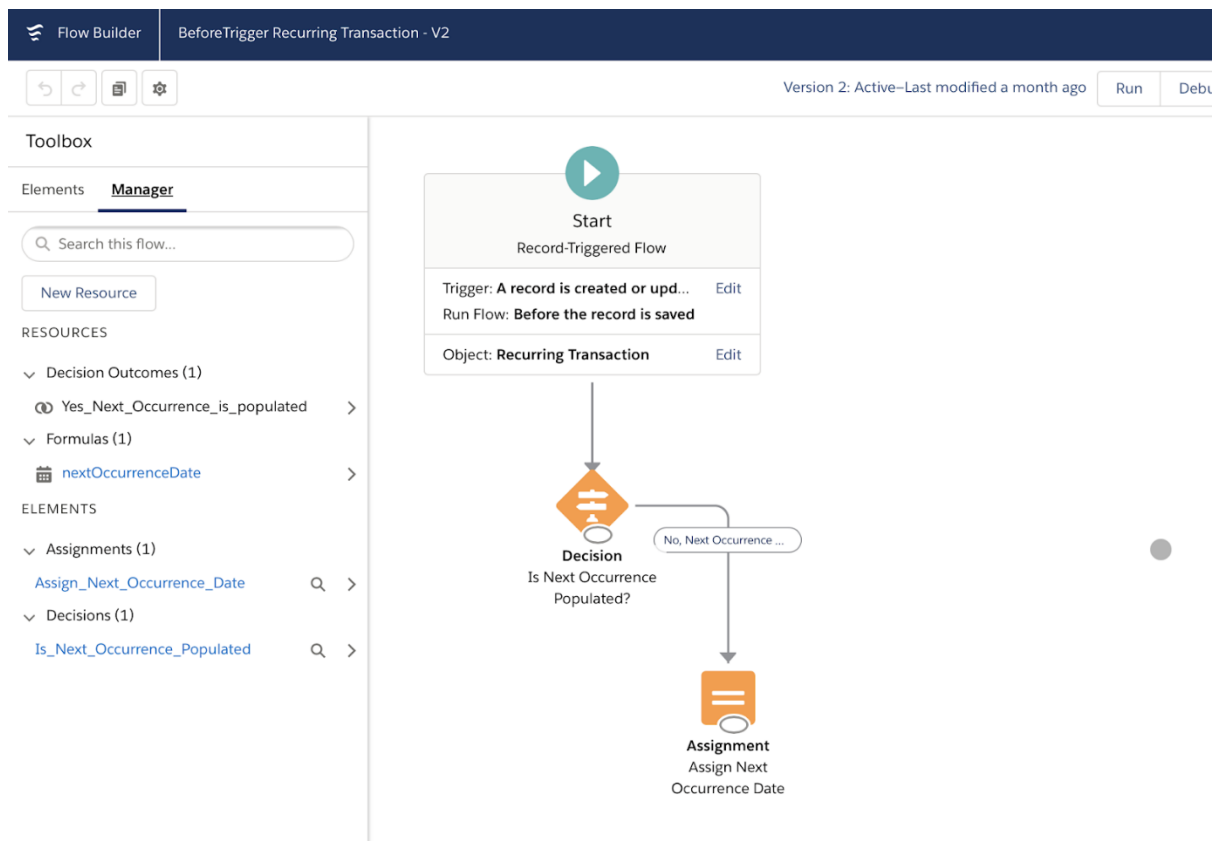 Flow Builder
BeforeTrigger Recurring Transaction - V2
Version 2: Active–Last modified a month ago
Run
Debu
Toolbox
Elements
Manager
Search this flow...
New Resource
RESOURCES
Decision Outcomes (1)
Yes_Next_Occurrence_is_populated
Formulas (1)
nextOccurrenceDate
ELEMENTS
Assignments (1)
Assign_Next_Occurrence_Date
Decisions (1)
Is_Next_Occurrence_Populated
Start
Record-Triggered Flow
Trigger: A record is created or upd... Edit
Run Flow: Before the record is saved
Object: Recurring Transaction Edit
No, Next Occurrence ...
Decision
Is Next Occurrence
Populated?
Assignment
Assign Next
Occurrence Date